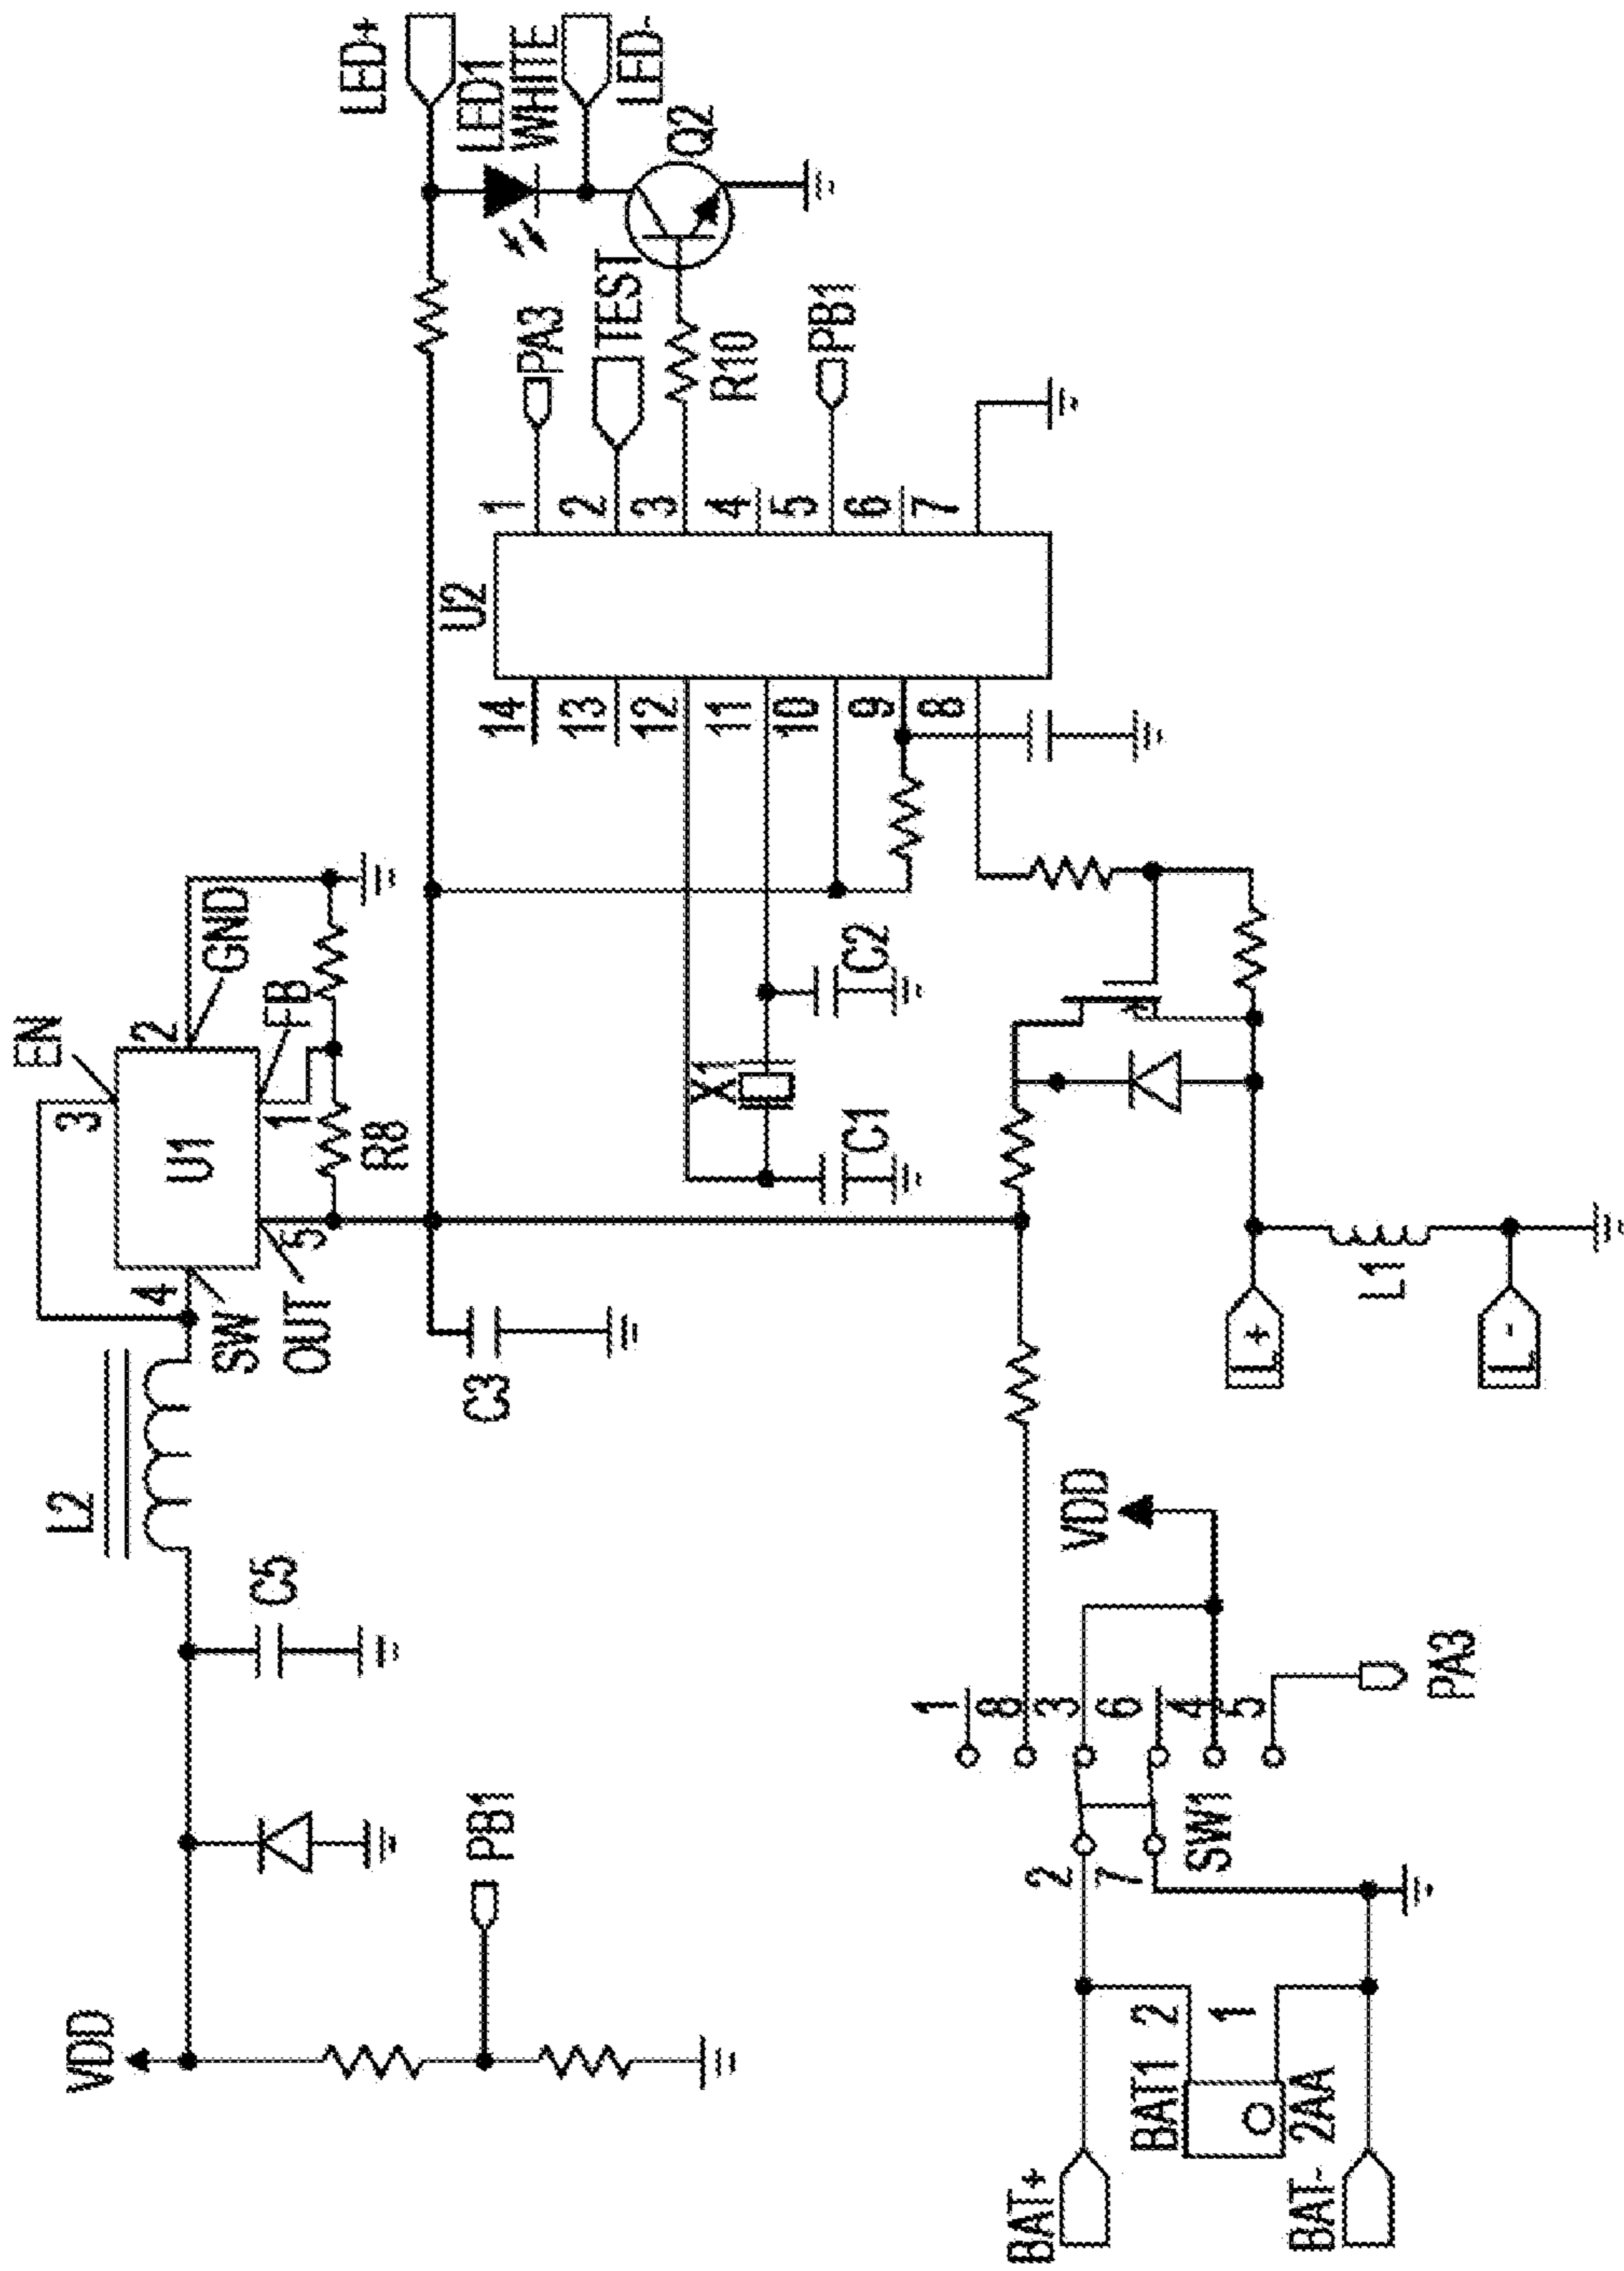 LED+
LED1
WHITE
LED-
Q2
PA3
TEST
R10
PB1
U2
1
2
3
4
5
6
7
14
13
12
11
10
9
8
EN
3
2
GND
U1
FB
1
R8
4
SW
5
OUT
L2
C5
C3
X1
C1
C2
VDD
PB1
L+
L1
L-
VDD
1
8
3
6
4
5
PA3
2
7
SW1
BAT+
BAT1
2
1
2AA
BAT-